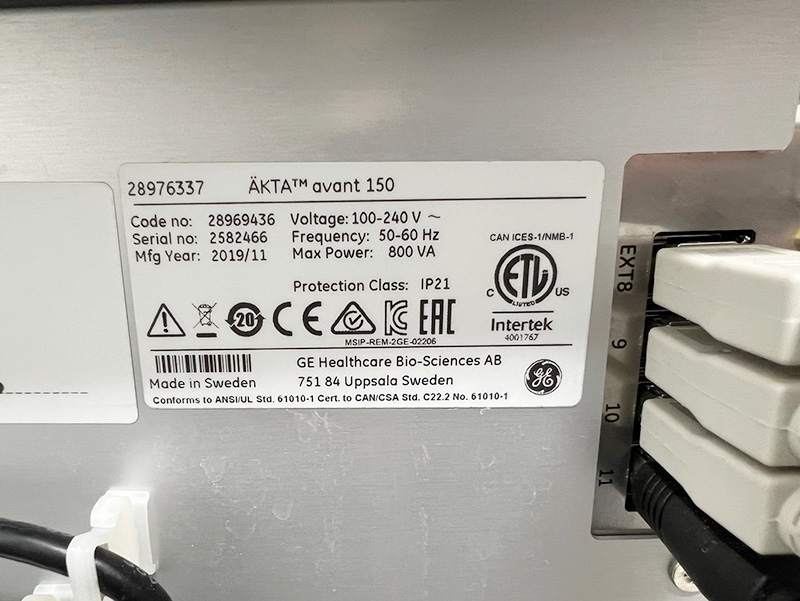 28976337 ÄKTA™ avant 150
Code no: 28969436 Voltage: 100-240 V ~
Serial no: 2582466 Frequency: 50-60 Hz
Mfg Year: 2019/11 Max Power: 800 VA
Protection Class: IP21
CAN ICES-1/NMB-1
ETL
C LISTED US
Intertek
4001767
20 CE EAC
MSIP-REM-2GE-02206
GE Healthcare Bio-Sciences AB
Made in Sweden 751 84 Uppsala Sweden
GE
Conforms to ANSI/UL Std. 61010-1 Cert. to CAN/CSA Std. C22.2 No. 61010-1
EXT8
9
10
11